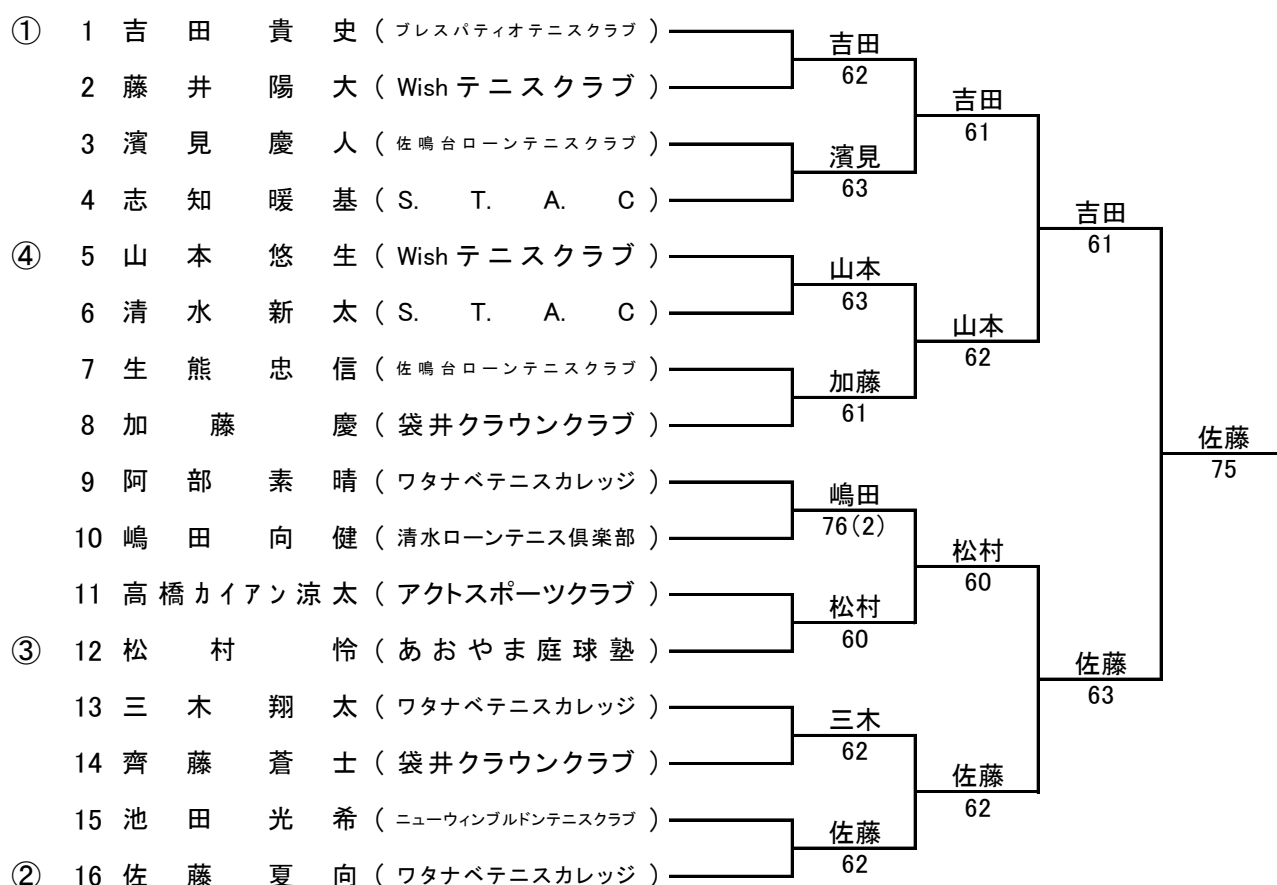 ① 1 吉田貴史 (ブレスパティオテニスクラブ)
吉田
62
2 藤井陽大 (Wishテニスクラブ)
吉田
61
3 濱見慶人 (佐鳴台ローンテニスクラブ)
濱見
63
4 志知暖基 (S. T. A. C)
吉田
61
④ 5 山本悠生 (Wishテニスクラブ)
山本
63
6 清水新太 (S. T. A. C)
山本
62
7 生熊忠信 (佐鳴台ローンテニスクラブ)
加藤
61
8 加藤慶 (袋井クラウンクラブ)
佐藤
75
9 阿部素晴 (ワタナベテニスカレッジ)
嶋田
76(2)
10 嶋田向健 (清水ローンテニス倶楽部)
松村
60
11 高橋カイアン涼太 (アクトスポーツクラブ)
松村
60
③ 12 松村怜 (あおやま庭球塾)
佐藤
63
13 三木翔太 (ワタナベテニスカレッジ)
三木
62
14 齊藤蒼士 (袋井クラウンクラブ)
佐藤
62
15 池田光希 (ニューウィンブルドンテニスクラブ)
佐藤
62
② 16 佐藤夏向 (ワタナベテニスカレッジ)